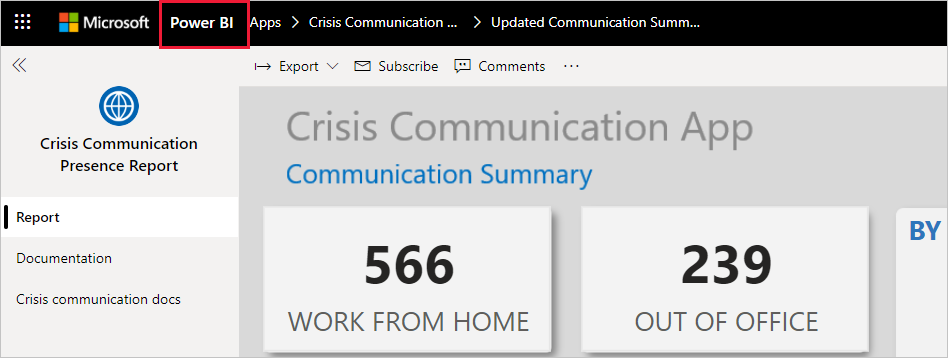 Microsoft Power BI Apps Crisis Communication ... Updated Communication Summ...
Export Subscribe Comments ...
Crisis Communication
Presence Report
Report
Documentation
Crisis communication docs
Crisis Communication App
Communication Summary
566
WORK FROM HOME
239
OUT OF OFFICE
BY